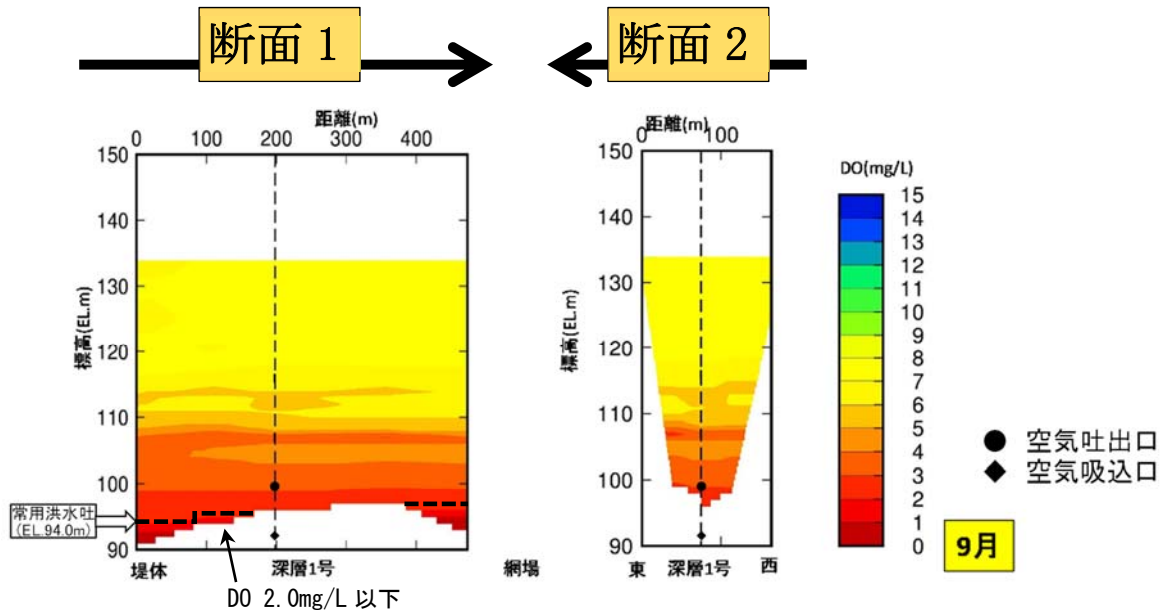 断面１
断面２
距離(m)
0 100 200 300 400
150
140
130
120
110
100
90
標高(EL.m)
常用洪水吐
(EL.94.0m)
堤体
深層1号
網場
DO 2.0mg/L 以下
距離(m)
0 100
150
140
130
120
110
100
90
標高(EL.m)
東 深層1号 西
DO(mg/L)
15
14
13
12
11
10
9
8
7
6
5
4
3
2
1
0
空気吐出口
空気吸込口
9月